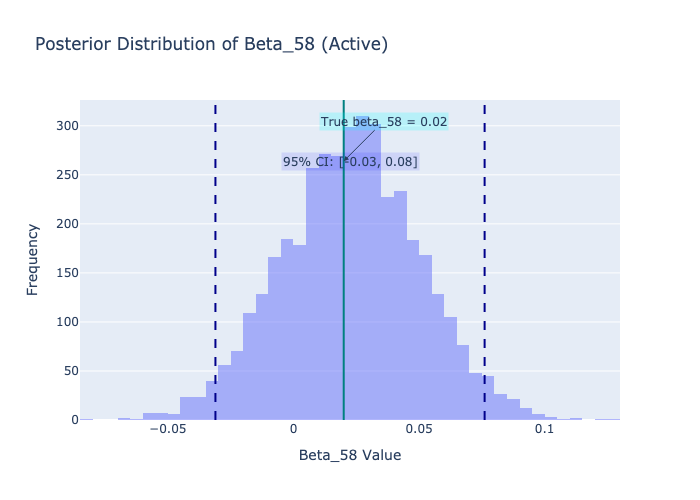 Posterior Distribution of Beta_58 (Active)
True beta_58 = 0.02
95% CI: [-0.03, 0.08]
Frequency
300
250
200
150
100
50
0
−0.05
0
0.05
0.1
Beta_58 Value